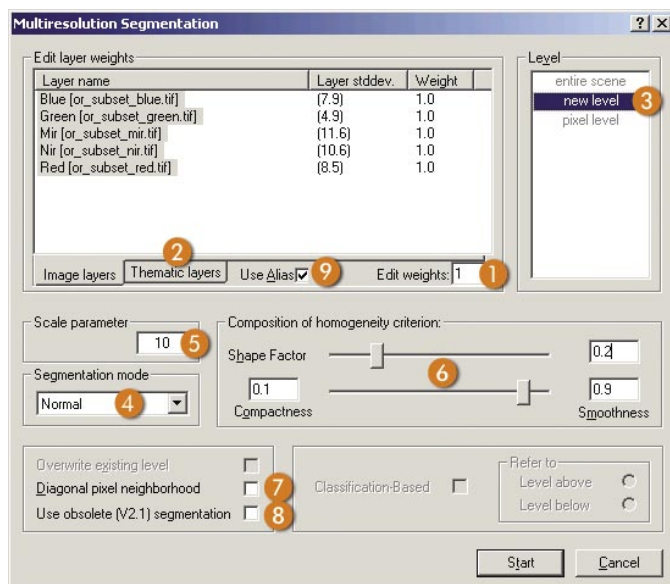 Multiresolution Segmentation
Edit layer weights
Layer name Layer stddev. Weight
Blue [or_subset_blue.tif] (7.9) 1.0
Green [or_subset_green.tif] (4.9) 1.0
Mir [or_subset_mir.tif] (11.6) 1.0
Nir [or_subset_nir.tif] (10.6) 1.0
Red [or_subset_red.tif] (8.5) 1.0
2
Image layers Thematic layers Use Alias 9 Edit weights: 1 1
Level
entire scene
new level 3
pixel level
Scale parameter
10 5
Segmentation mode
Normal 4
Composition of homogeneity criterion:
Shape Factor 0.2
6
0.1 0.9
Compactness Smoothness
Overwrite existing level
Diagonal pixel neighborhood 7
Use obsolete (V2.1) segmentation 8
Classification-Based
Refer to
Level above
Level below
Start Cancel